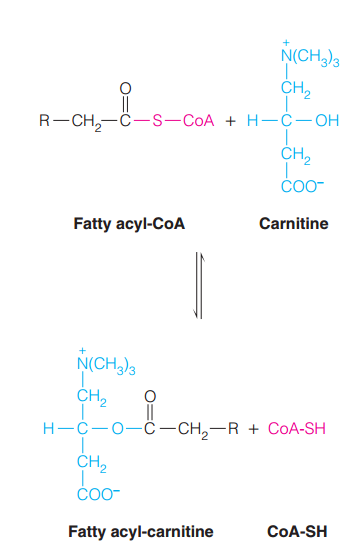 N⁺(CH₃)₃
CH₂
O
R—CH₂—C—S—CoA + H—C—OH
CH₂
COO⁻
Fatty acyl-CoA Carnitine
N⁺(CH₃)₃
CH₂ O
H—C—O—C—CH₂—R + CoA-SH
CH₂
COO⁻
Fatty acyl-carnitine CoA-SH